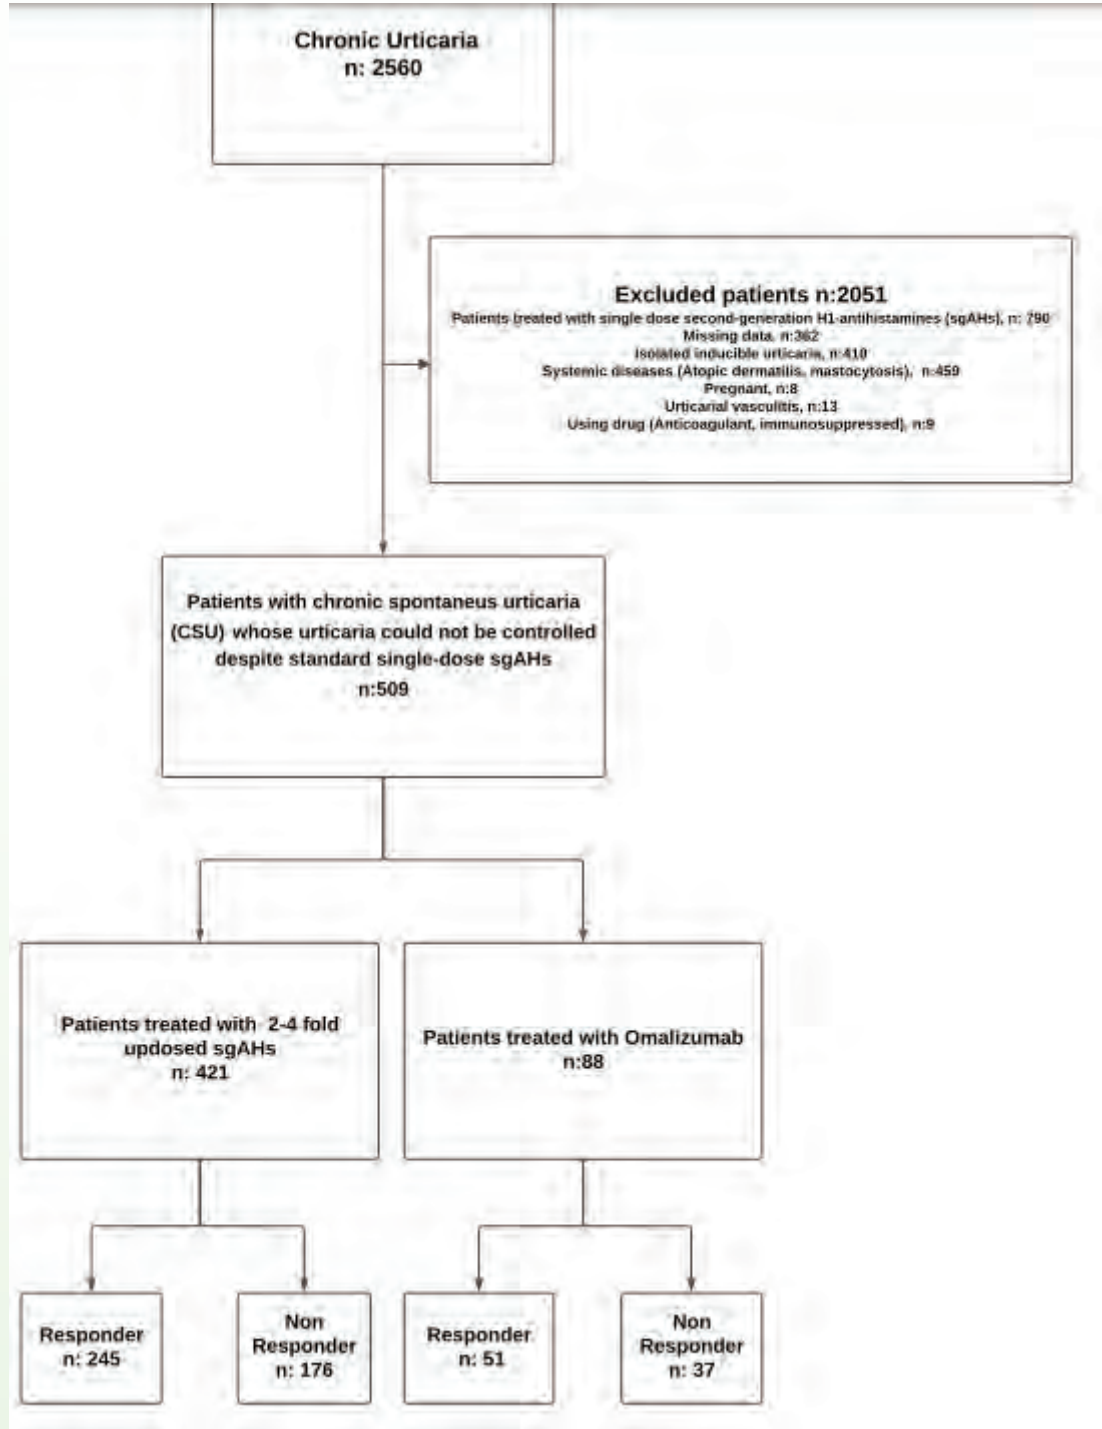 Chronic Urticaria
n: 2560
Excluded patients n:2051
Patients treated with single dose second-generation H1-antihistamines (sgAHs), n: 790
Missing data, n:362
Isolated inducible urticaria, n:410
Systemic diseases (Atopic dermatilis, mastocytosis), n:459
Pregnant, n:8
Urticarial vasculitis, n:13
Using drug (Anticoagulant, immunosuppressed), n:9
Patients with chronic spontaneus urticaria
(CSU) whose urticaria could not be controlled
despite standard single-dose sgAHs
n:509
Patients treated with 2-4 fold
updosed sgAHs
n: 421
Patients treated with Omalizumab
n:88
Responder
n: 245
Non
Responder
n: 176
Responder
n: 51
Non
Responder
n: 37